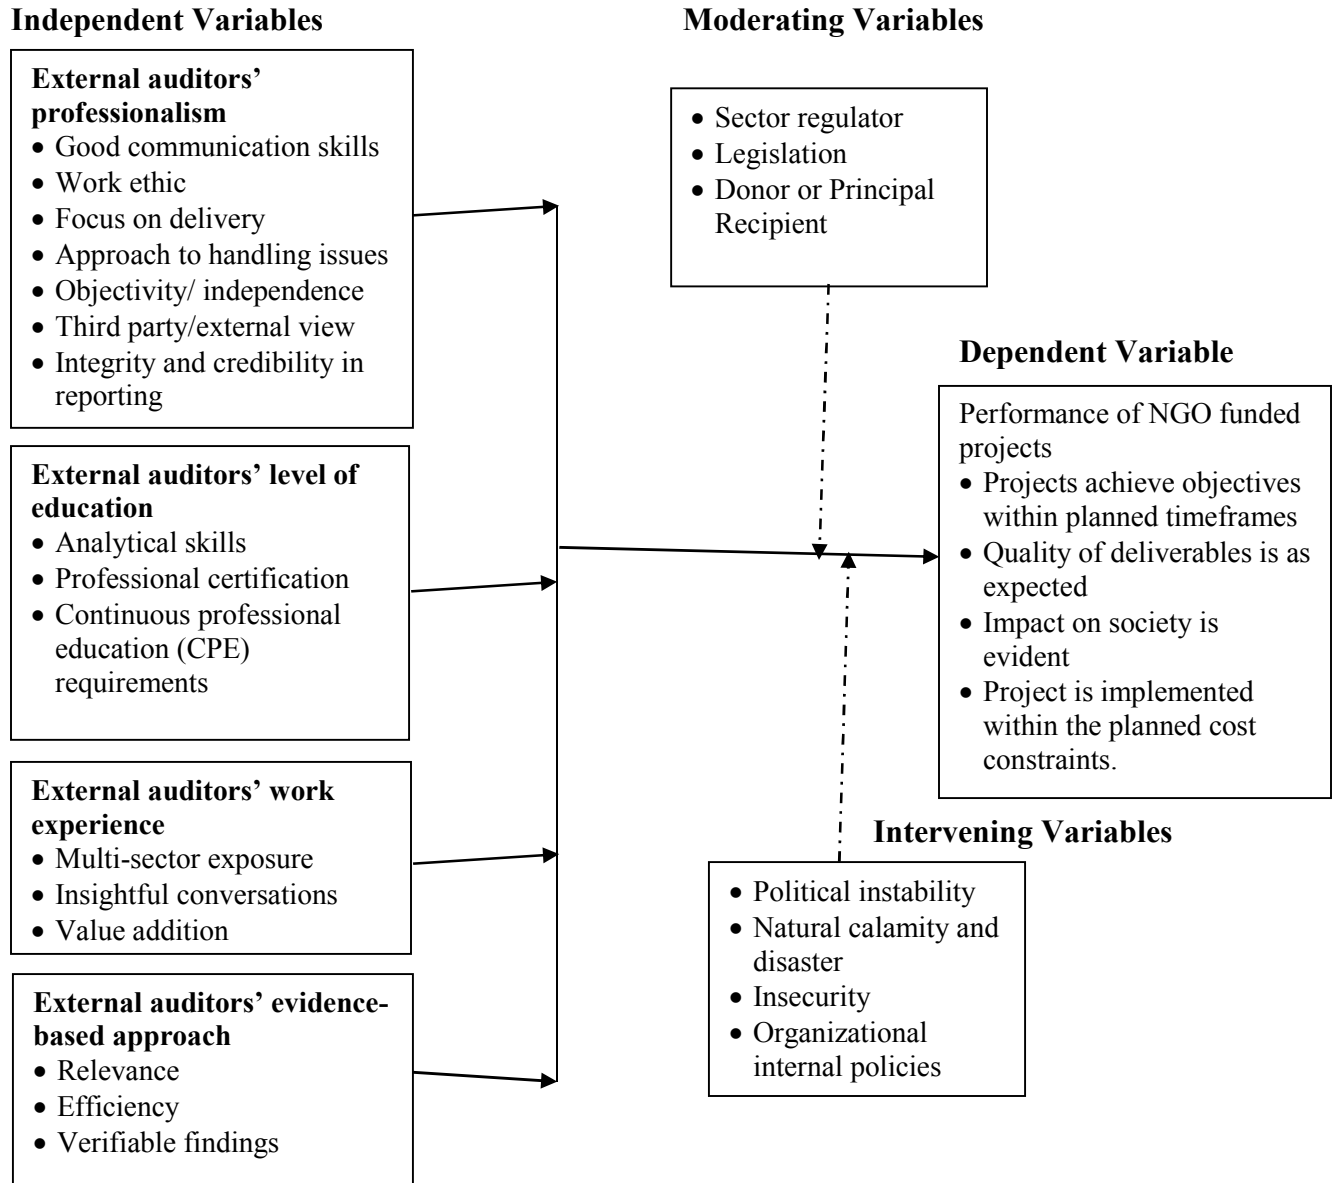 Independent Variables
External auditors’
professionalism
• Good communication skills
• Work ethic
• Focus on delivery
• Approach to handling issues
• Objectivity/ independence
• Third party/external view
• Integrity and credibility in
reporting
External auditors’ level of
education
• Analytical skills
• Professional certification
• Continuous professional
education (CPE)
requirements
External auditors’ work
experience
• Multi-sector exposure
• Insightful conversations
• Value addition
External auditors’ evidence-
based approach
• Relevance
• Efficiency
• Verifiable findings
Moderating Variables
• Sector regulator
• Legislation
• Donor or Principal
Recipient
Dependent Variable
Performance of NGO funded
projects
• Projects achieve objectives
within planned timeframes
• Quality of deliverables is as
expected
• Impact on society is
evident
• Project is implemented
within the planned cost
constraints.
Intervening Variables
• Political instability
• Natural calamity and
disaster
• Insecurity
• Organizational
internal policies